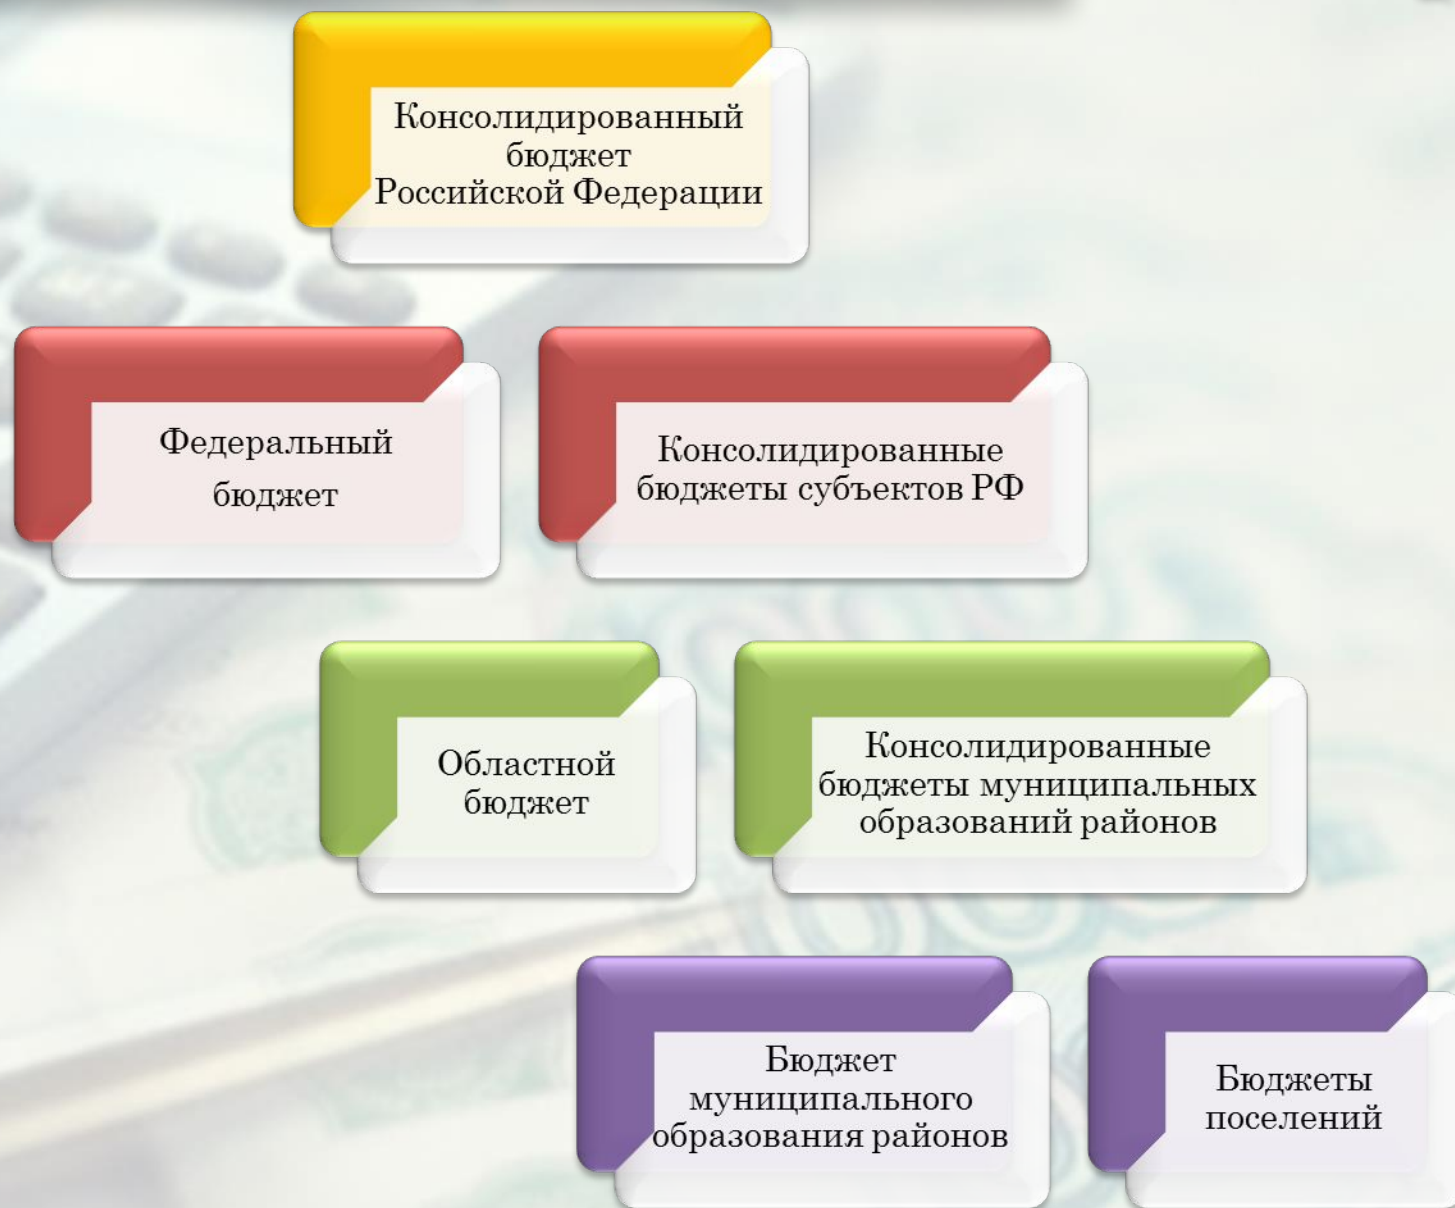 Консолидированный
бюджет
Российской Федерации
Федеральный
бюджет
Консолидированные
бюджеты субъектов РФ
Областной
бюджет
Консолидированные
бюджеты муниципальных
образований районов
Бюджет
муниципального
образования районов
Бюджеты
поселений